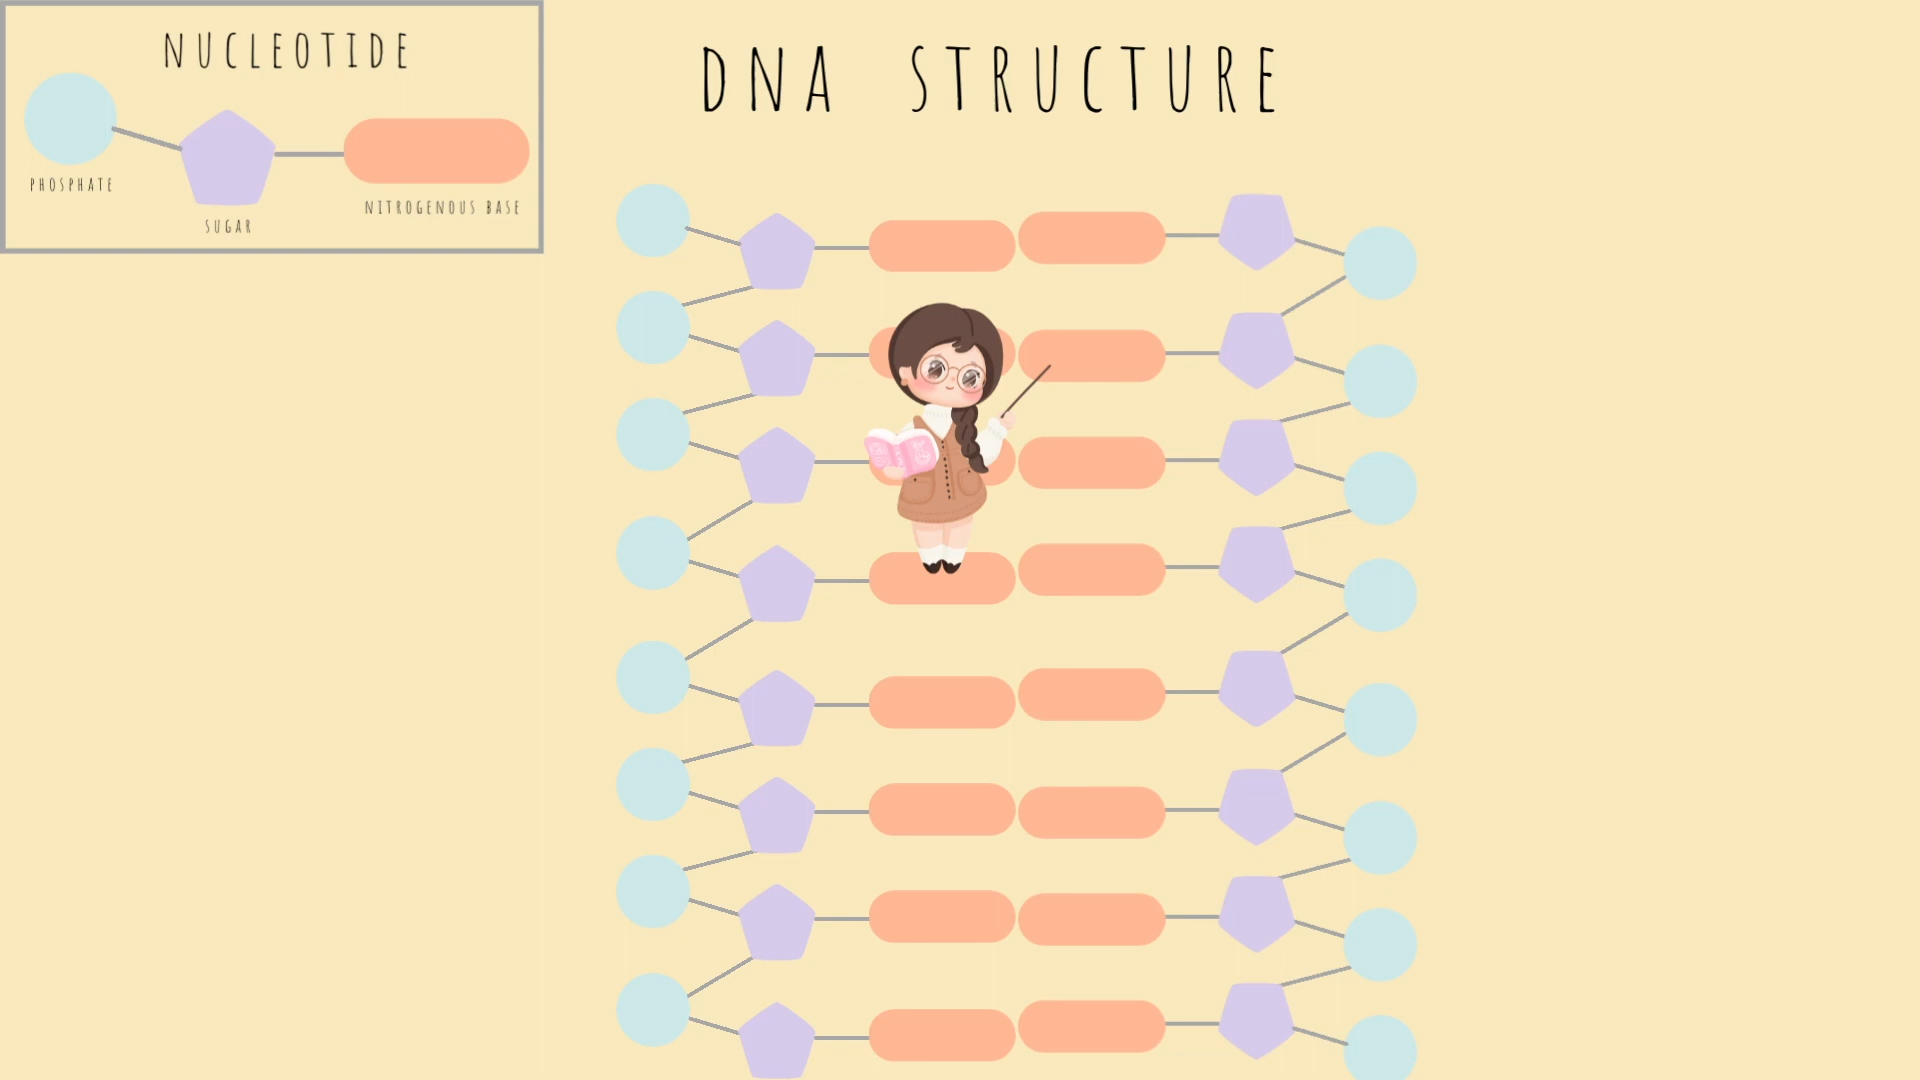 NUCLEOTIDE
PHOSPHATE
SUGAR
NITROGENOUS BASE
DNA STRUCTURE